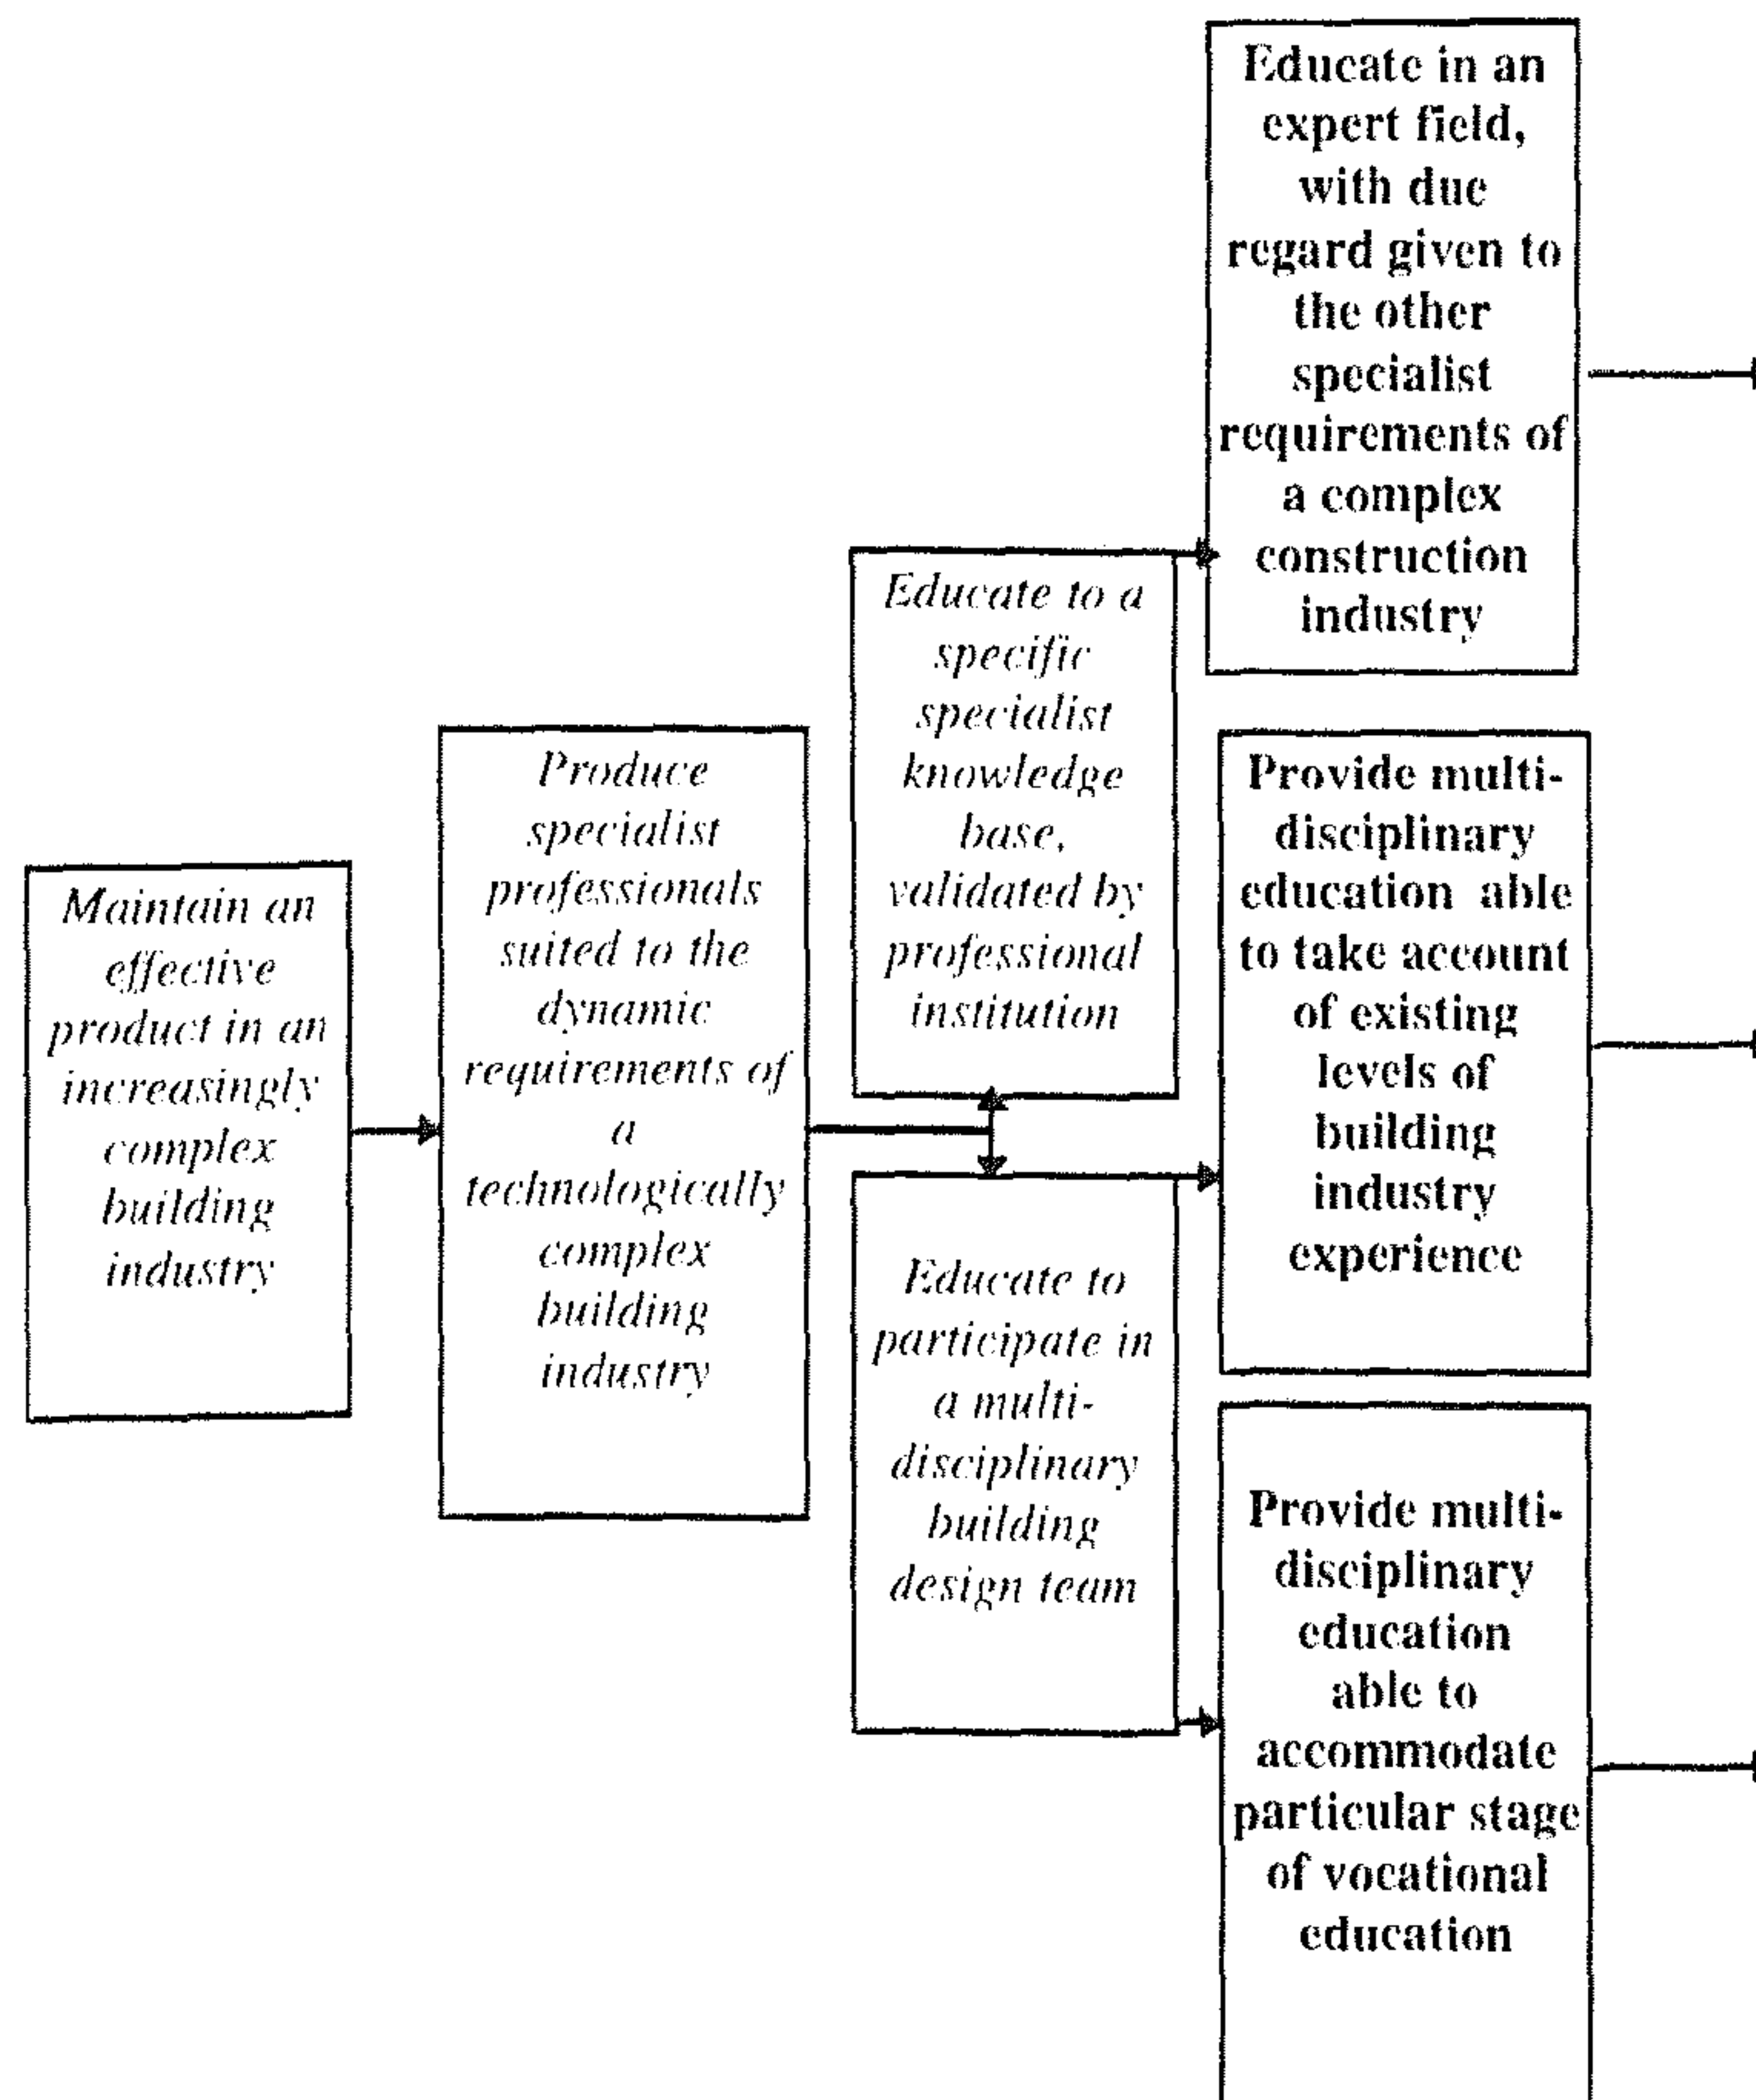 Maintain an
effective
product in an
increasingly
complex
building
industry
Produce
specialist
professionals
suited to the
dynamic
requirements of
a
technologically
complex
building
industry
Educate to a
specific
specialist
knowledge
base,
validated by
professional
institution
Educate to
participate in
a multi-
disciplinary
building
design team
Educate in an
expert field,
with due
regard given to
the other
specialist
requirements of
a complex
construction
industry
Provide multi-
disciplinary
education able
to take account
of existing
levels of
building
industry
experience
Provide multi-
disciplinary
education
able to
accommodate
particular stage
of vocational
education